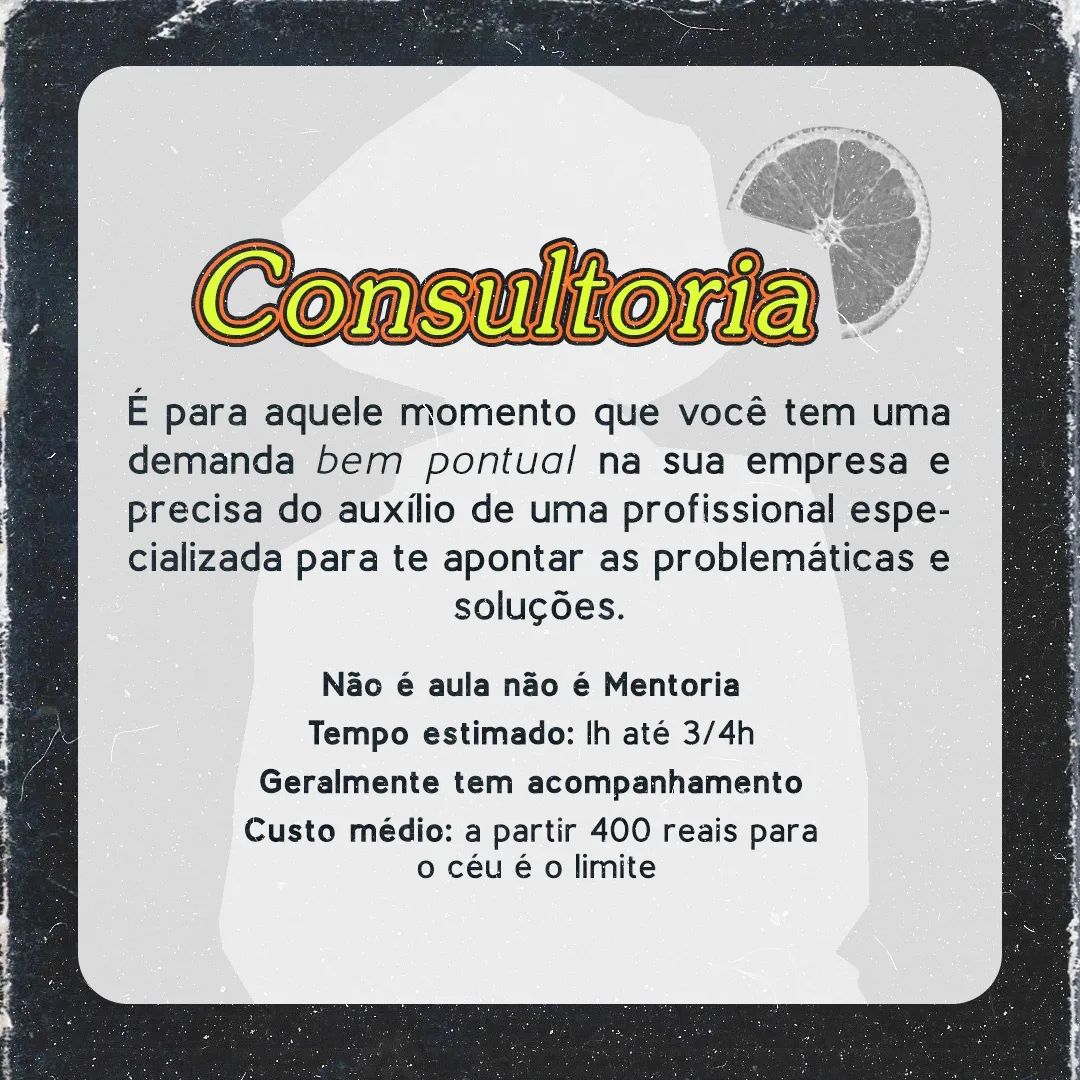 Consultoria
É para aquele momento que você tem uma
demanda bem pontual na sua empresa e
precisa do auxílio de uma profissional espe-
cializada para te apontar as problemáticas e
soluções.
Não é aula não é Mentoria
Tempo estimado: 1h até 3/4h
Geralmente tem acompanhamento
Custo médio: a partir 400 reais para
o céu é o limite